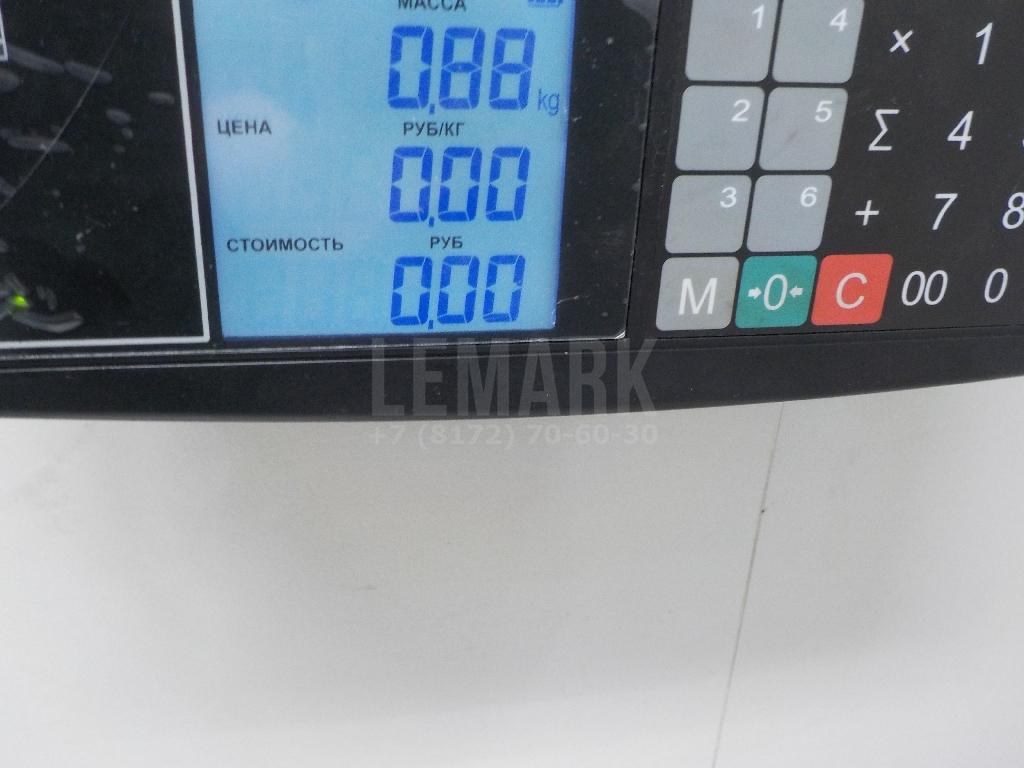 МАССА
0,88 kg
ЦЕНА РУБ/КГ
0,00
СТОИМОСТЬ РУБ
0,00
1 4 × 1
2 5 Σ 4
3 6 + 7 8
M →0← C 00 0
LEMARK
+7 (8172) 70-60-30